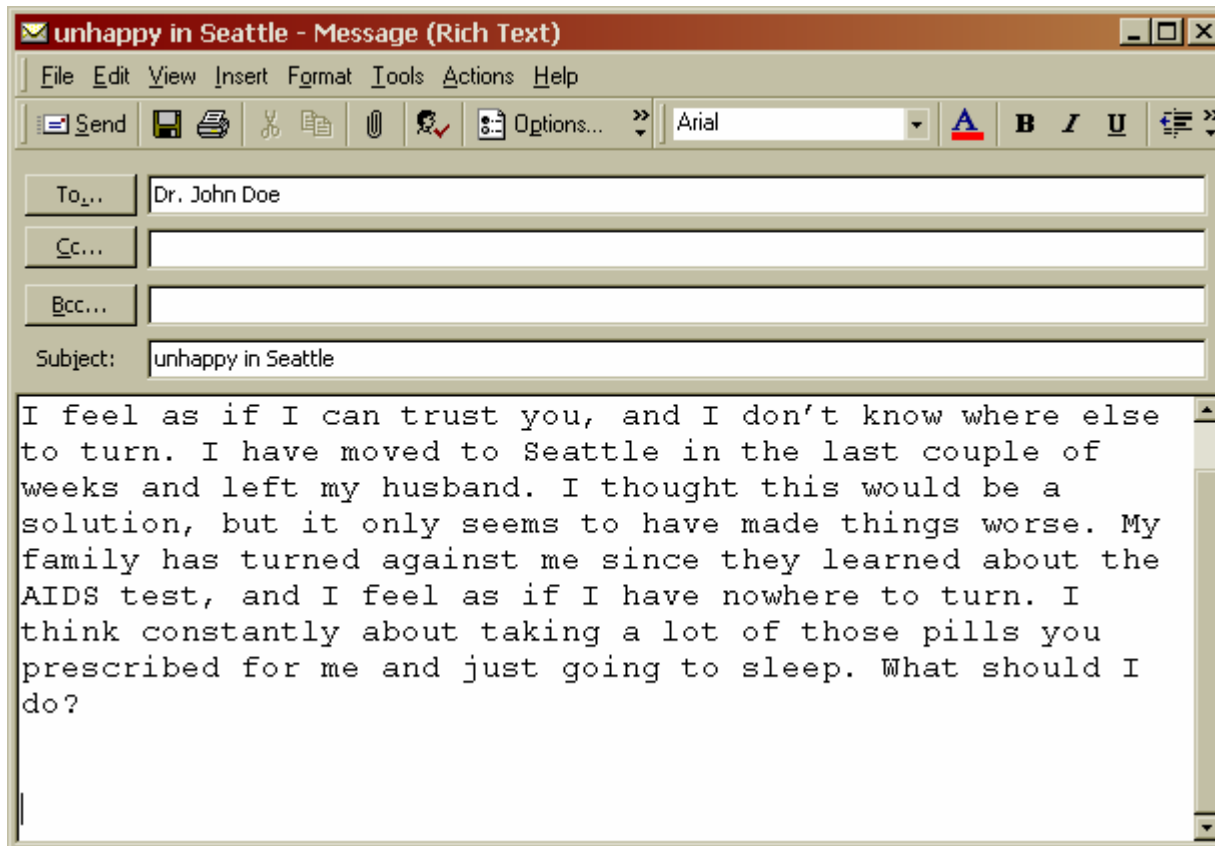 unhappy in Seattle - Message (Rich Text)
File Edit View Insert Format Tools Actions Help
Send Options... Arial A B I U
To... Dr. John Doe
Cc...
Bcc...
Subject: unhappy in Seattle
I feel as if I can trust you, and I don't know where else
to turn. I have moved to Seattle in the last couple of
weeks and left my husband. I thought this would be a
solution, but it only seems to have made things worse. My
family has turned against me since they learned about the
AIDS test, and I feel as if I have nowhere to turn. I
think constantly about taking a lot of those pills you
prescribed for me and just going to sleep. What should I
do?